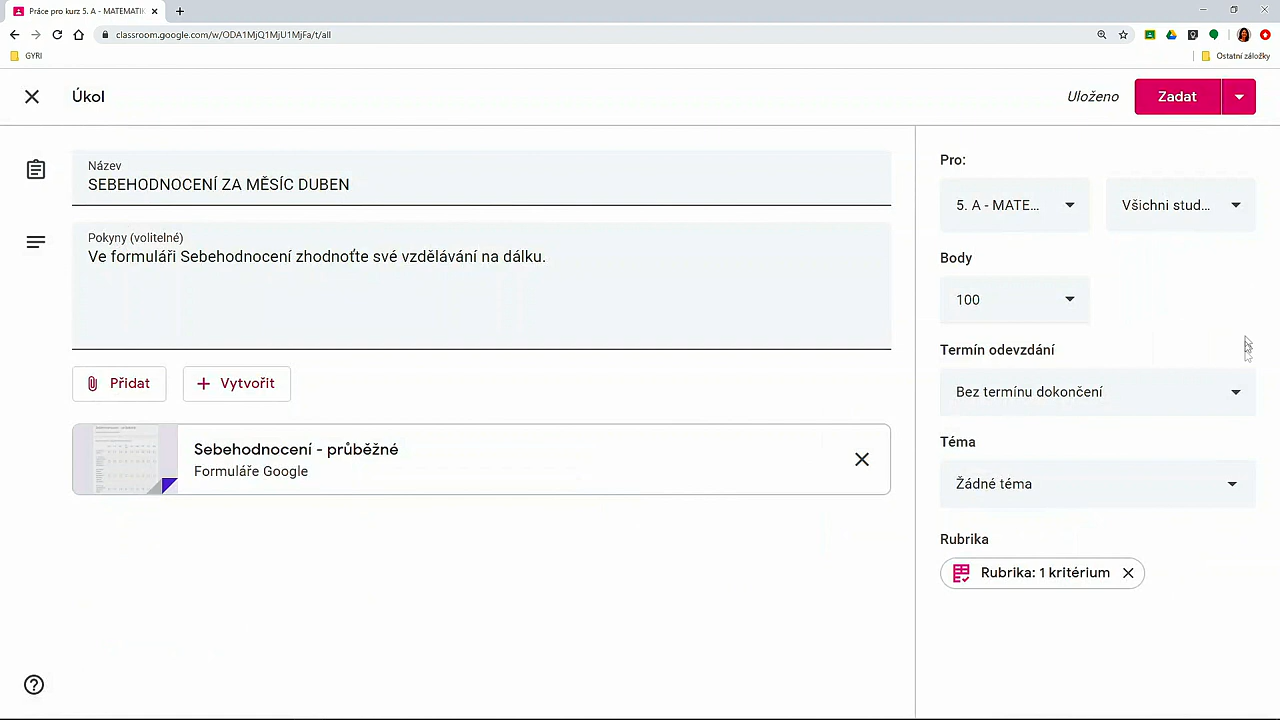 Práce pro kurz 5. A - MATEMATIK
classroom.google.com/w/ODA1MjQ1MjU1MjFa/t/all
GYRI
Ostatní záložky
Úkol
Uloženo
Zadat
Název
SEBEHODNOCENÍ ZA MĚSÍC DUBEN
Pokyny (volitelné)
Ve formuláři Sebehodnocení zhodnoťte své vzdělávání na dálku.
Přidat
Vytvořit
Sebehodnocení - průběžné
Formuláře Google
Pro:
5. A - MATE...
Všichni stud...
Body
100
Termín odevzdání
Bez termínu dokončení
Téma
Žádné téma
Rubrika
Rubrika: 1 kritérium